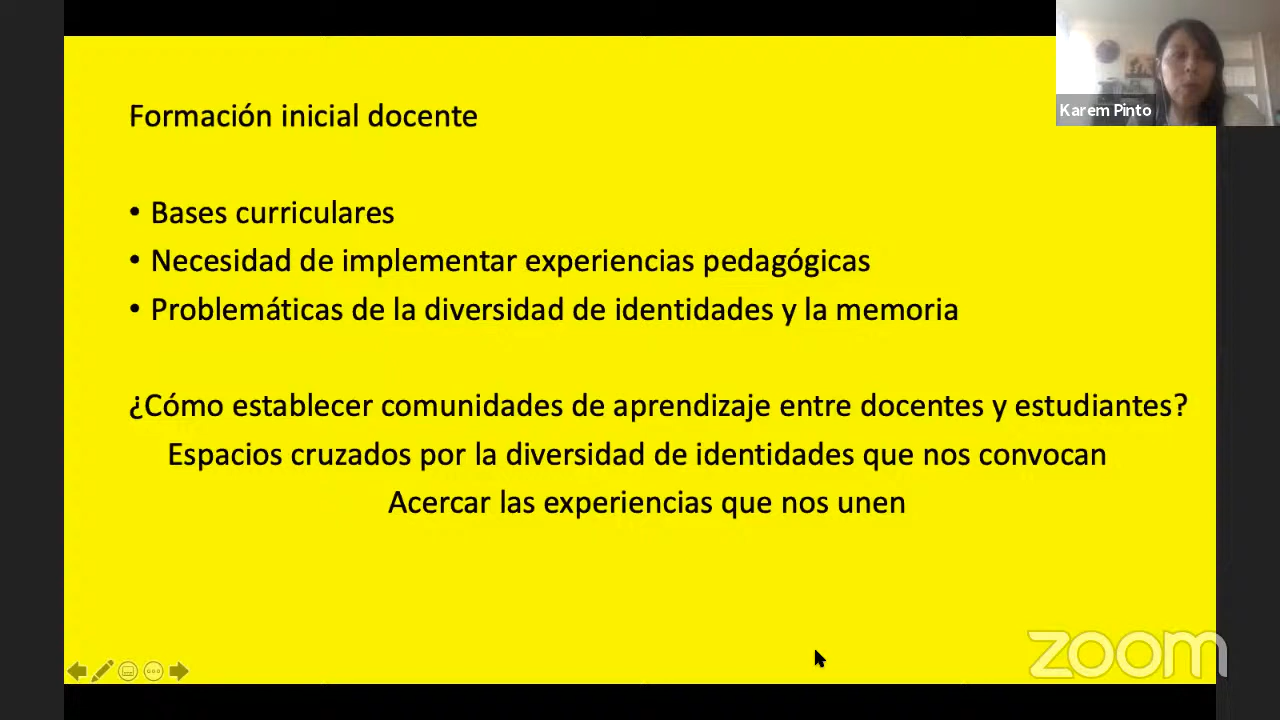 Karem Pinto
Formación inicial docente
• Bases curriculares
• Necesidad de implementar experiencias pedagógicas
• Problemáticas de la diversidad de identidades y la memoria
¿Cómo establecer comunidades de aprendizaje entre docentes y estudiantes?
Espacios cruzados por la diversidad de identidades que nos convocan
Acercar las experiencias que nos unen
zoom